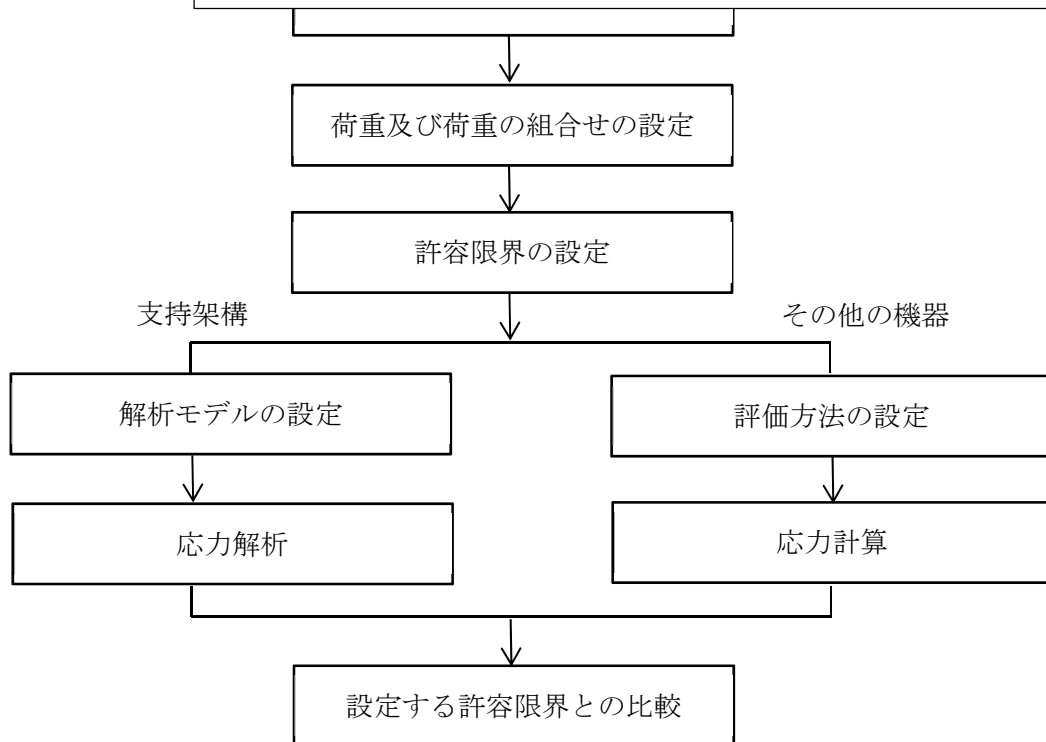 荷重及び荷重の組合せの設定
許容限界の設定
支持架構
その他の機器
解析モデルの設定
評価方法の設定
応力解析
応力計算
設定する許容限界との比較